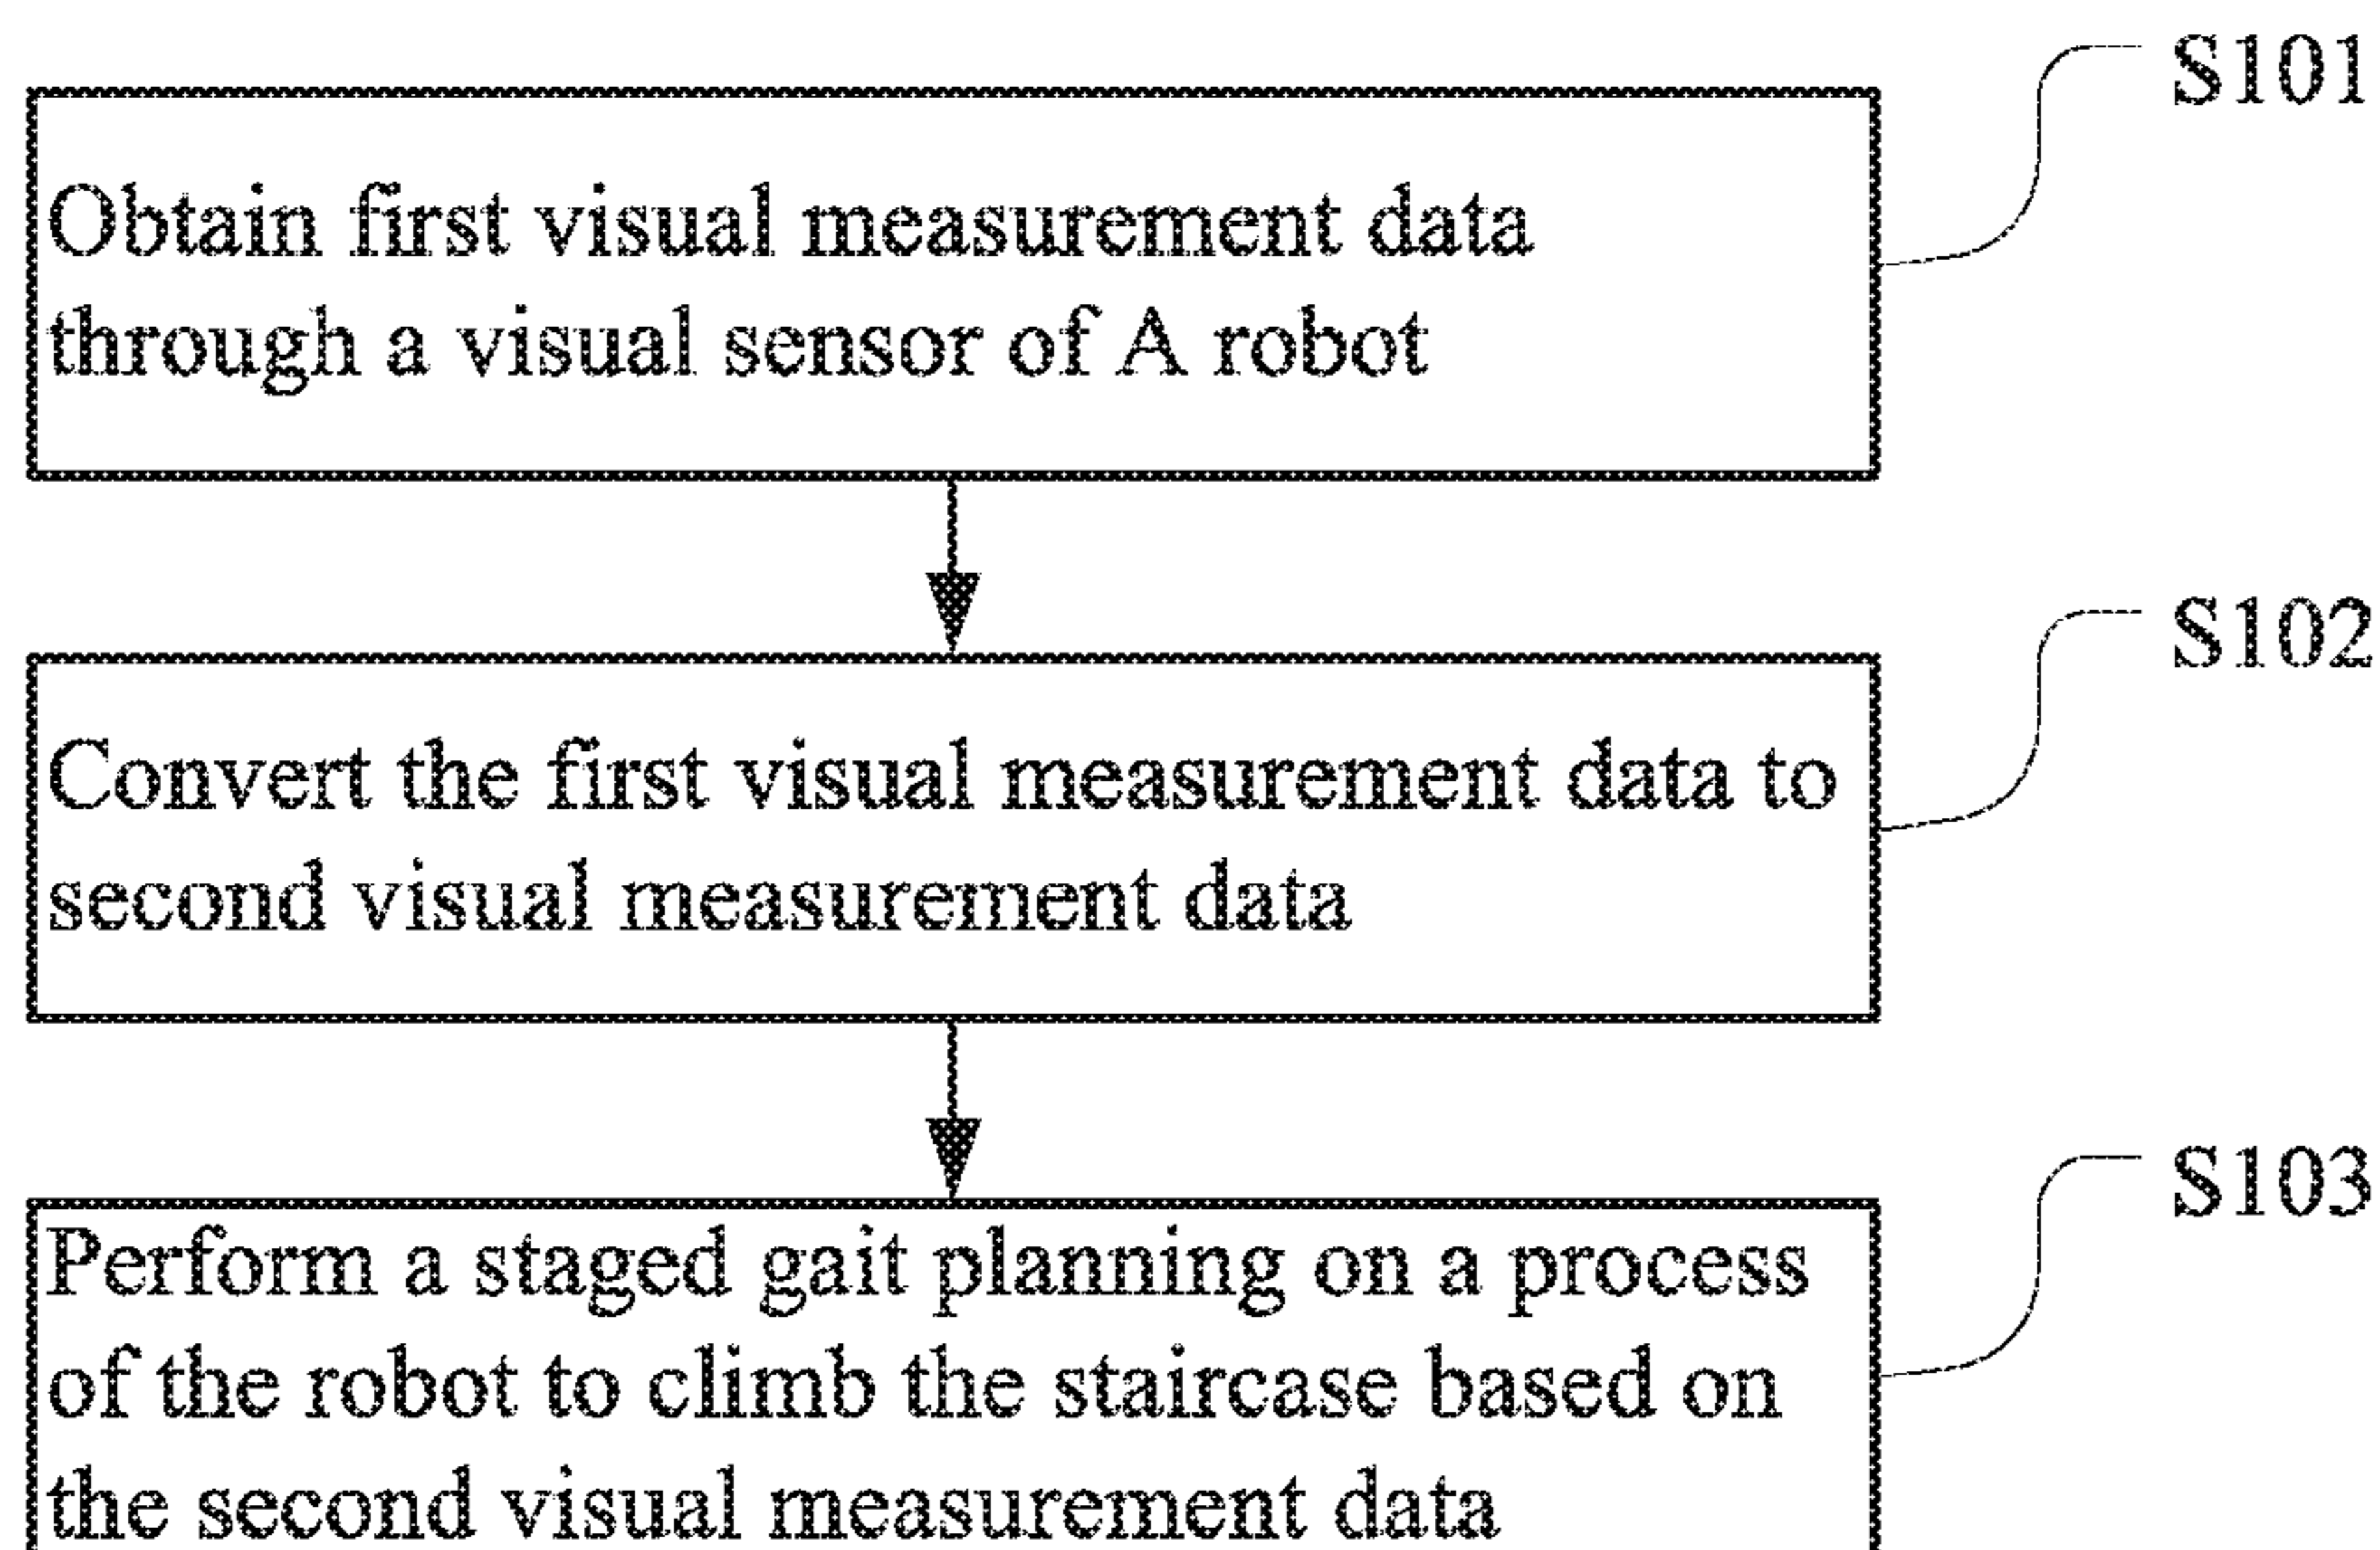 S101
Obtain first visual measurement data
through a visual sensor of A robot
S102
Convert the first visual measurement data to
second visual measurement data
S103
Perform a staged gait planning on a process
of the robot to climb the staircase based on
the second visual measurement data